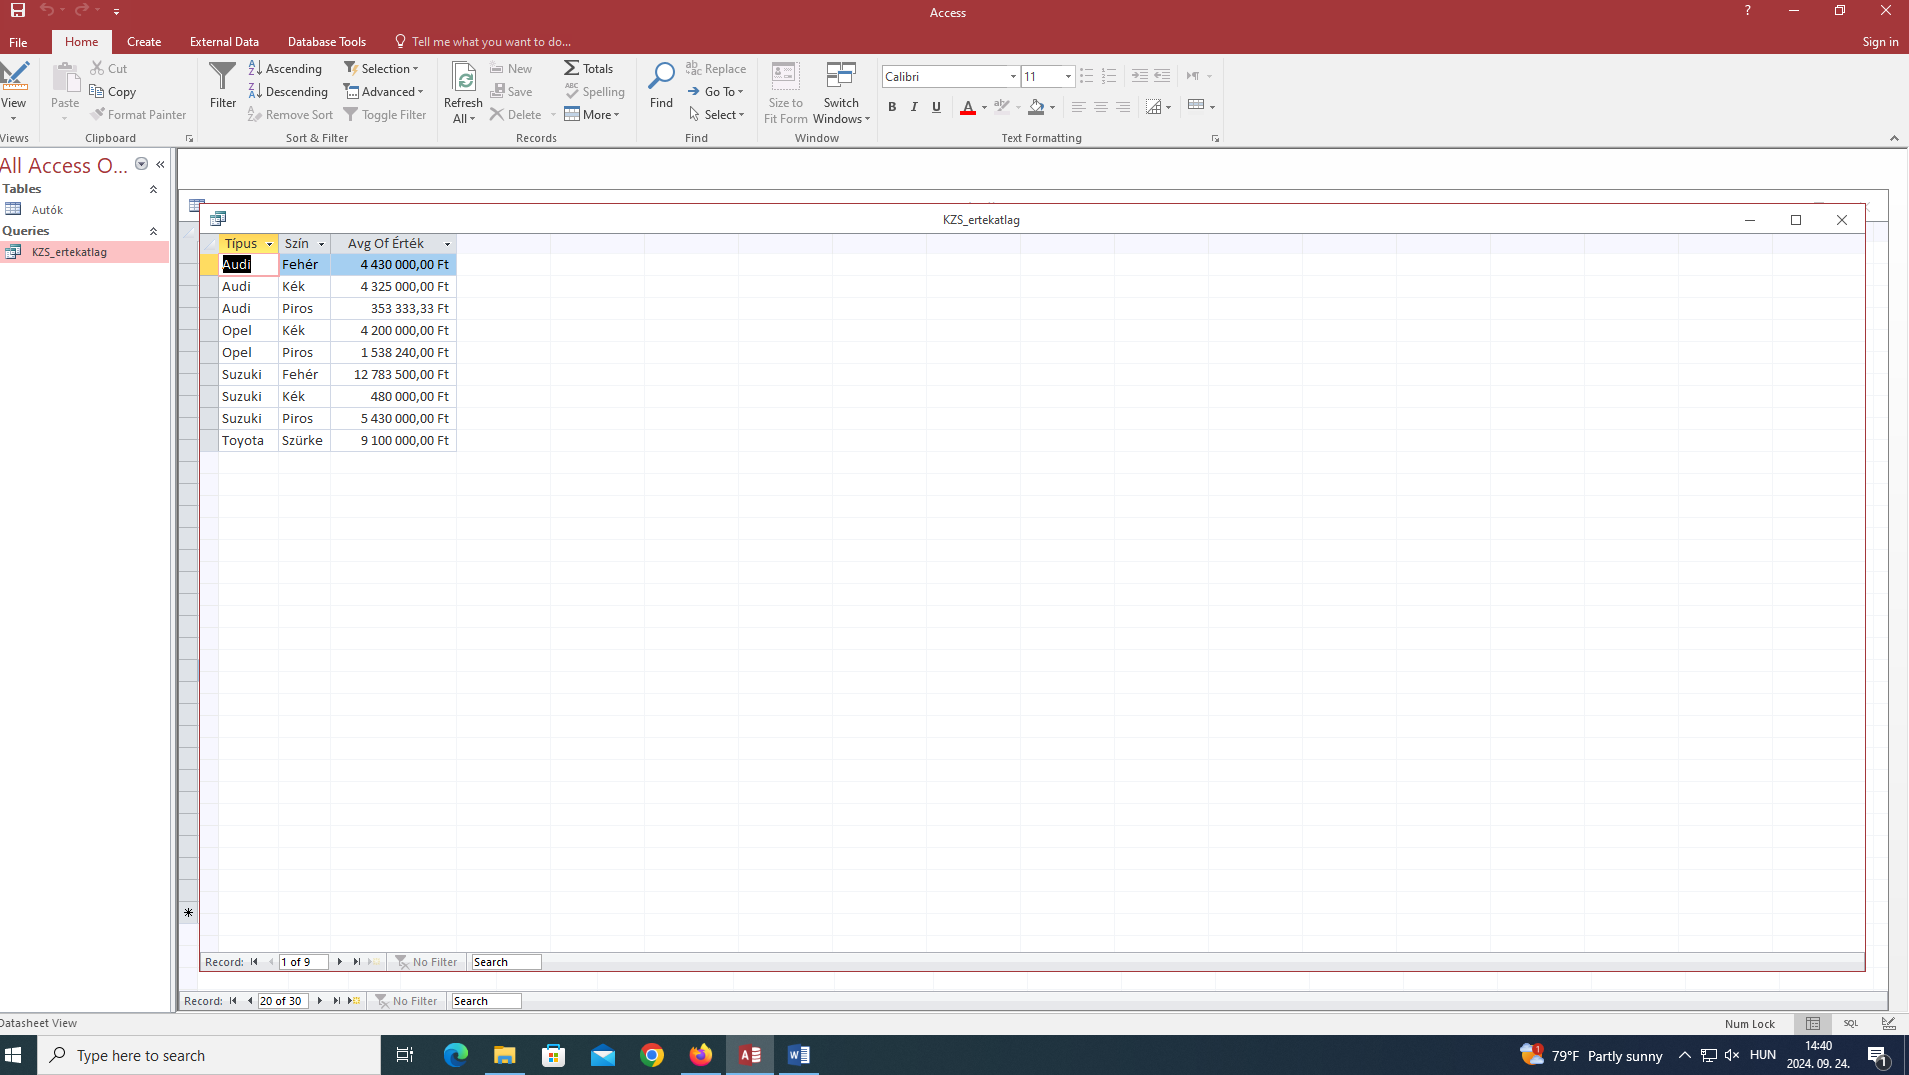 Access
?
File Home Create External Data Database Tools Tell me what you want to do... Sign in
View
Paste
Cut
Copy
Format Painter
Filter
Ascending
Descending
Remove Sort
Selection
Advanced
Toggle Filter
Refresh
All
New
Save
Delete
Totals
Spelling
More
Find
Replace
Go To
Select
Size to
Fit Form
Switch
Windows
Calibri 11
B I U A
Views Clipboard Sort & Filter Records Find Window Text Formatting
All Access O...
Tables
Autók
Queries
KZS_ertekatlag
KZS_ertekatlag
Típus Szín Avg Of Érték
Audi Fehér 4 430 000,00 Ft
Audi Kék 4 325 000,00 Ft
Audi Piros 353 333,33 Ft
Opel Kék 4 200 000,00 Ft
Opel Piros 1 538 240,00 Ft
Suzuki Fehér 12 783 500,00 Ft
Suzuki Kék 480 000,00 Ft
Suzuki Piros 5 430 000,00 Ft
Toyota Szürke 9 100 000,00 Ft
Record: 1 of 9 No Filter Search
Record: 20 of 30 No Filter Search
Datasheet View Num Lock SQL
Type here to search
1
79°F Partly sunny
HUN
14:40
2024. 09. 24.
1